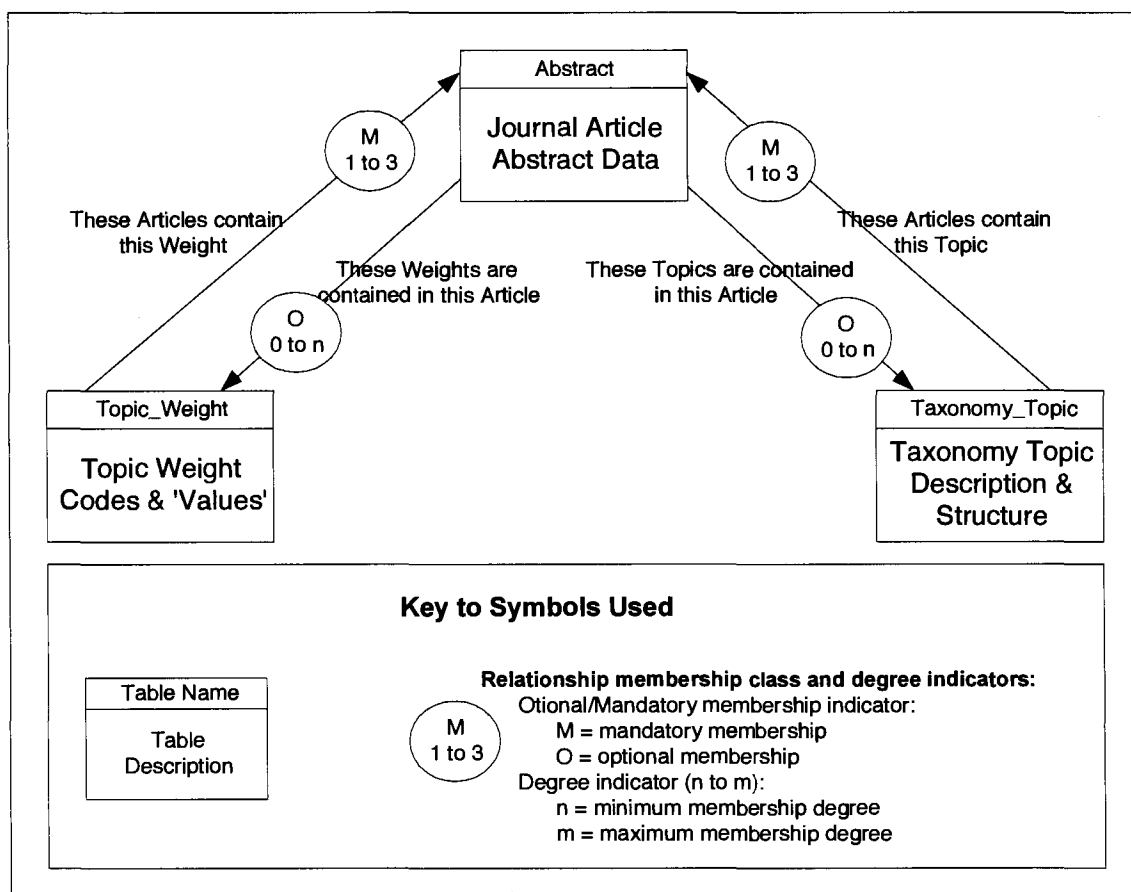 Abstract
Journal Article
Abstract Data
M
1 to 3
M
1 to 3
These Articles contain
this Weight
These Articles contain
this Topic
These Weights are
contained in this Article
These Topics are contained
in this Article
O
0 to n
O
0 to n
Topic_Weight
Topic Weight
Codes & 'Values'
Taxonomy_Topic
Taxonomy Topic
Description &
Structure
Key to Symbols Used
Table Name
Table
Description
M
1 to 3
Relationship membership class and degree indicators:
Otional/Mandatory membership indicator:
M = mandatory membership
O = optional membership
Degree indicator (n to m):
n = minimum membership degree
m = maximum membership degree